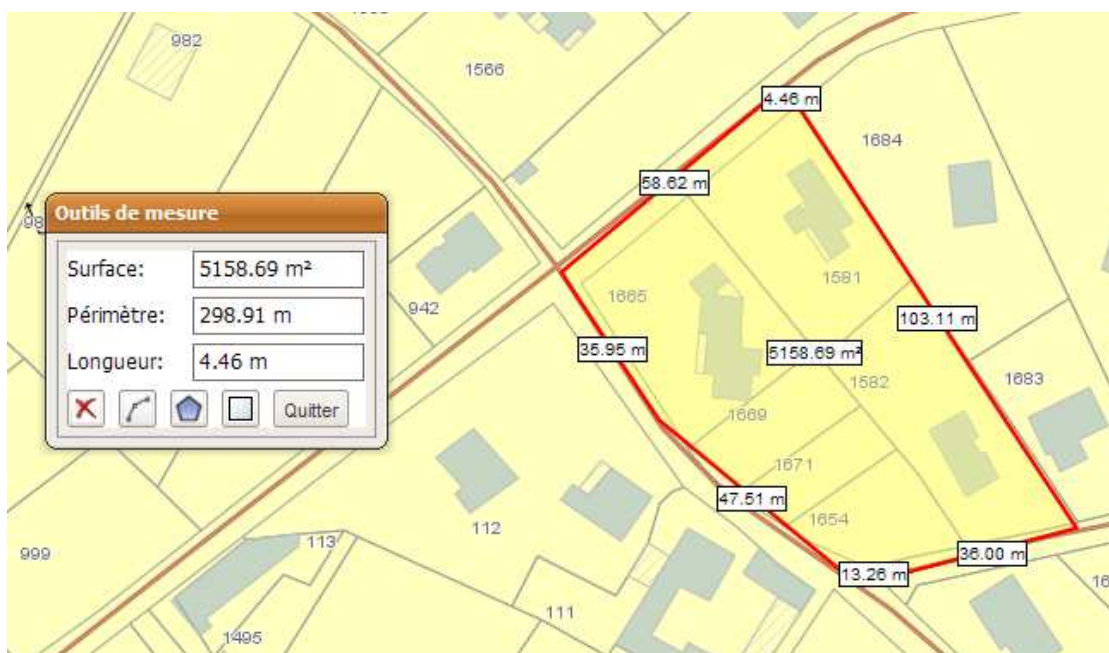 982
1566
4.46 m
1684
58.62 m
Outils de mesure
Surface: 5158.69 m²
Périmètre: 298.91 m
Longueur: 4.46 m
Quitter
942
1665
1581
103.11 m
35.95 m
5158.69 m²
1582
1683
1669
1671
47.51 m
1654
112
113
999
36.00 m
13.26 m
111
1495